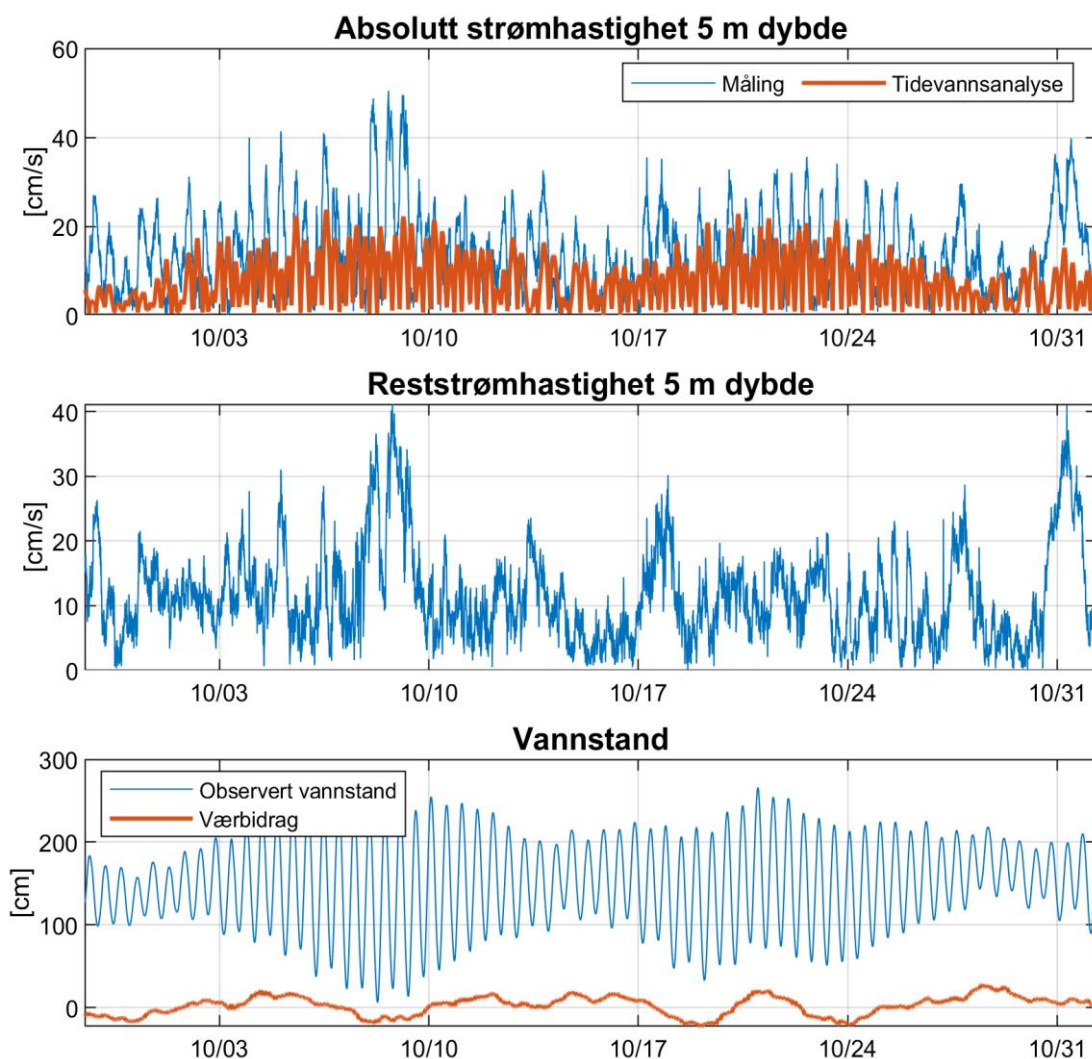 Absolutt strømhastighet 5 m dybde
60
40
20
0
[cm/s]
Måling
Tidevannsanalyse
10/03 10/10 10/17 10/24 10/31
Reststrømhastighet 5 m dybde
40
30
20
10
0
[cm/s]
10/03 10/10 10/17 10/24 10/31
Vannstand
300
200
100
0
[cm]
Observert vannstand
Værbidrag
10/03 10/10 10/17 10/24 10/31